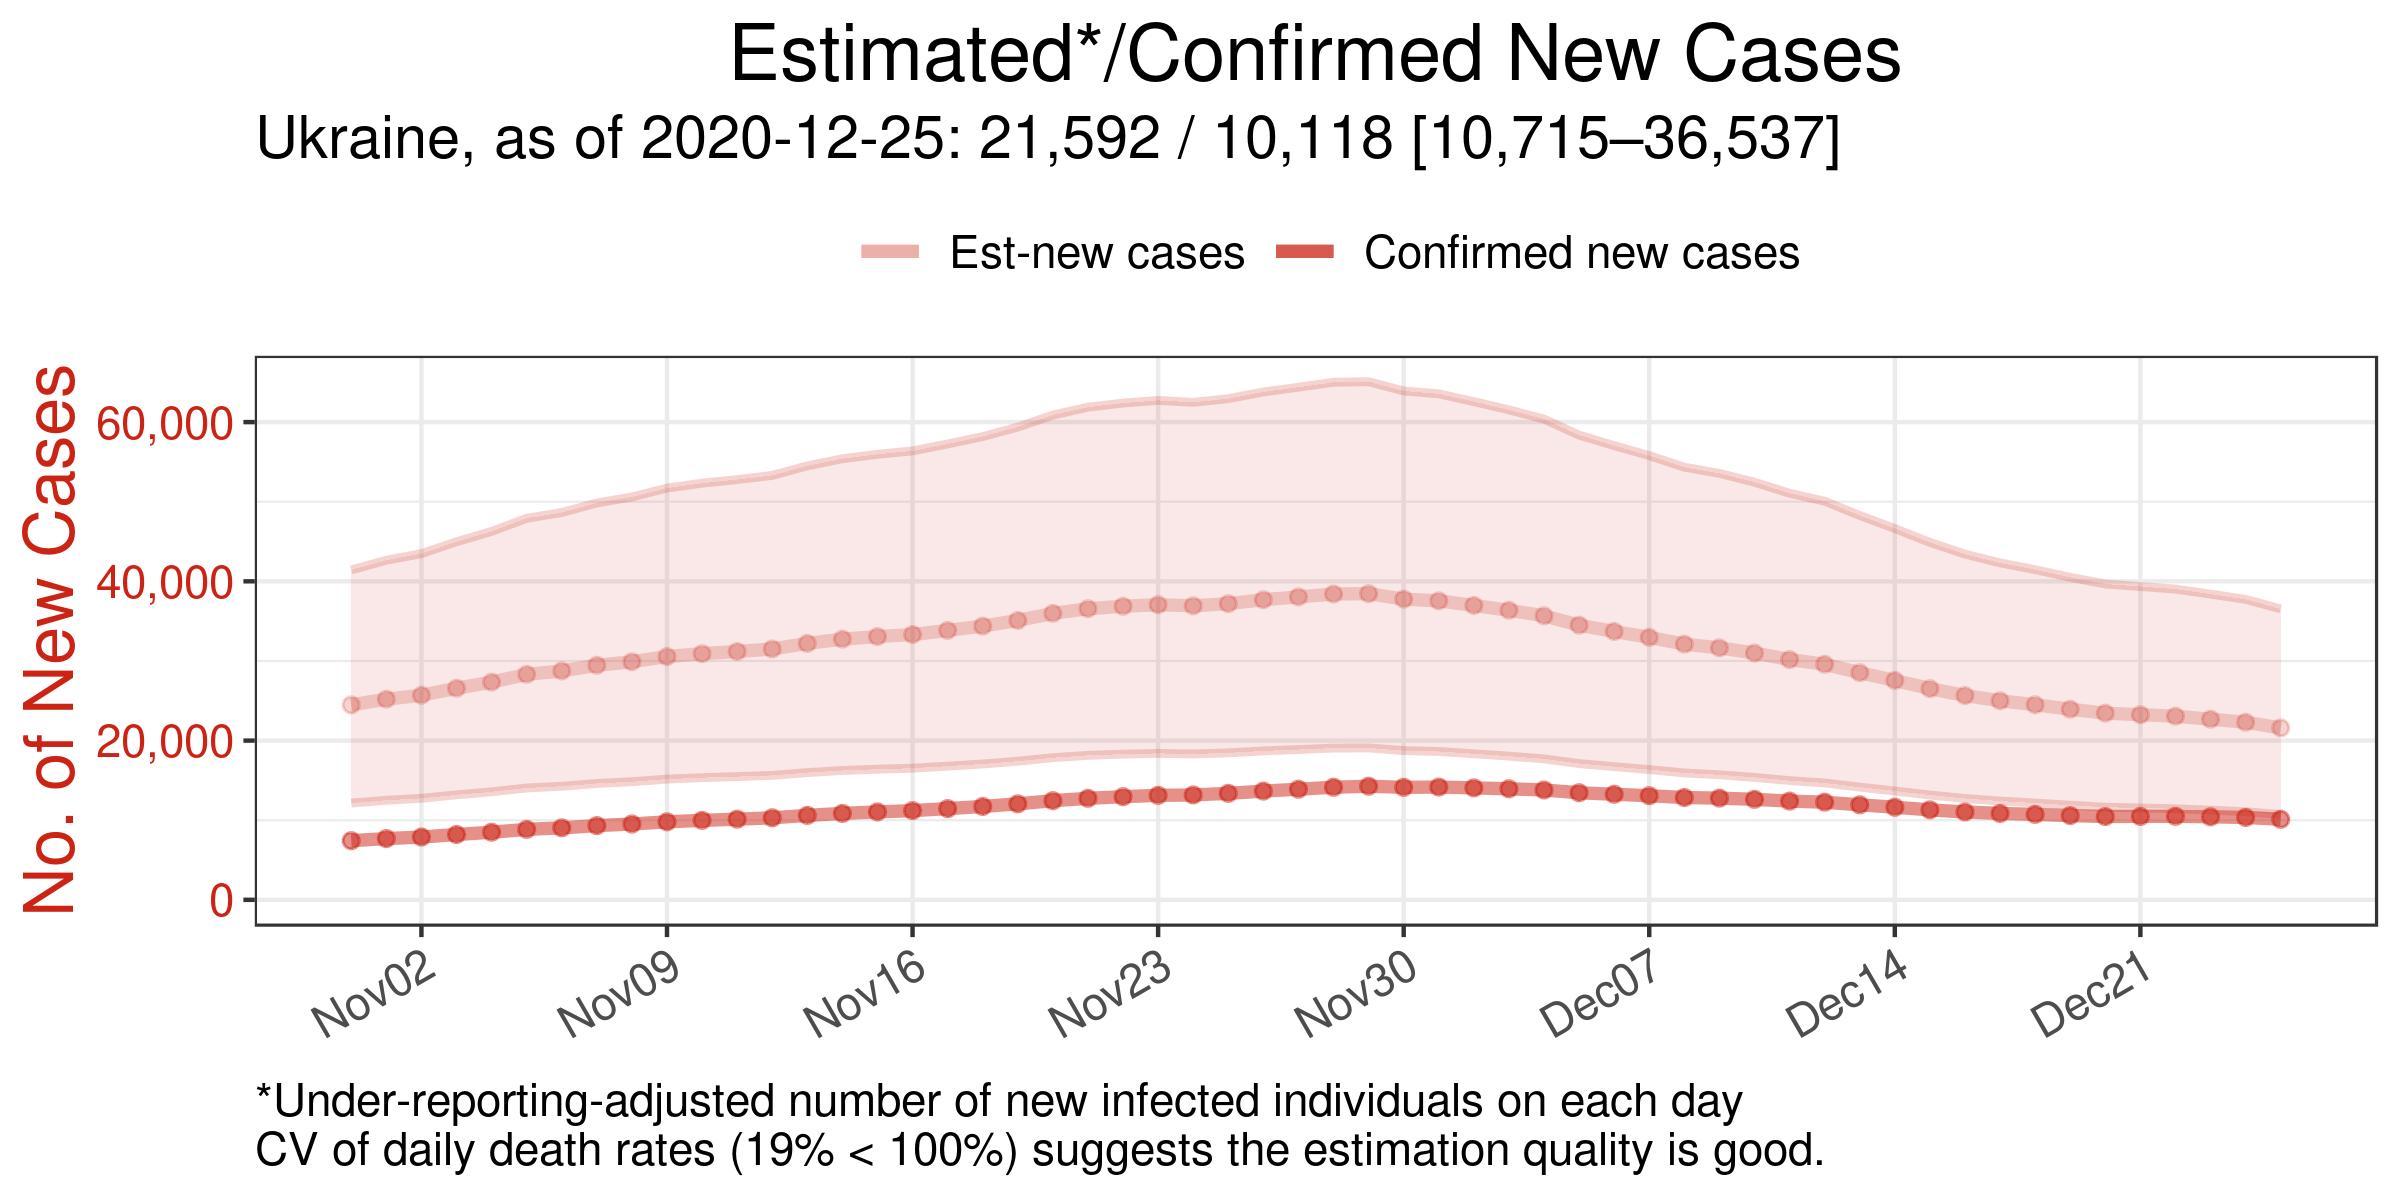 Estimated*/Confirmed New Cases
Ukraine, as of 2020-12-25: 21,592 / 10,118 [10,715–36,537]
Est-new cases
Confirmed new cases
No. of New Cases
60,000
40,000
20,000
0
Nov02
Nov09
Nov16
Nov23
Nov30
Dec07
Dec14
Dec21
*Under-reporting-adjusted number of new infected individuals on each day
CV of daily death rates (19% < 100%) suggests the estimation quality is good.